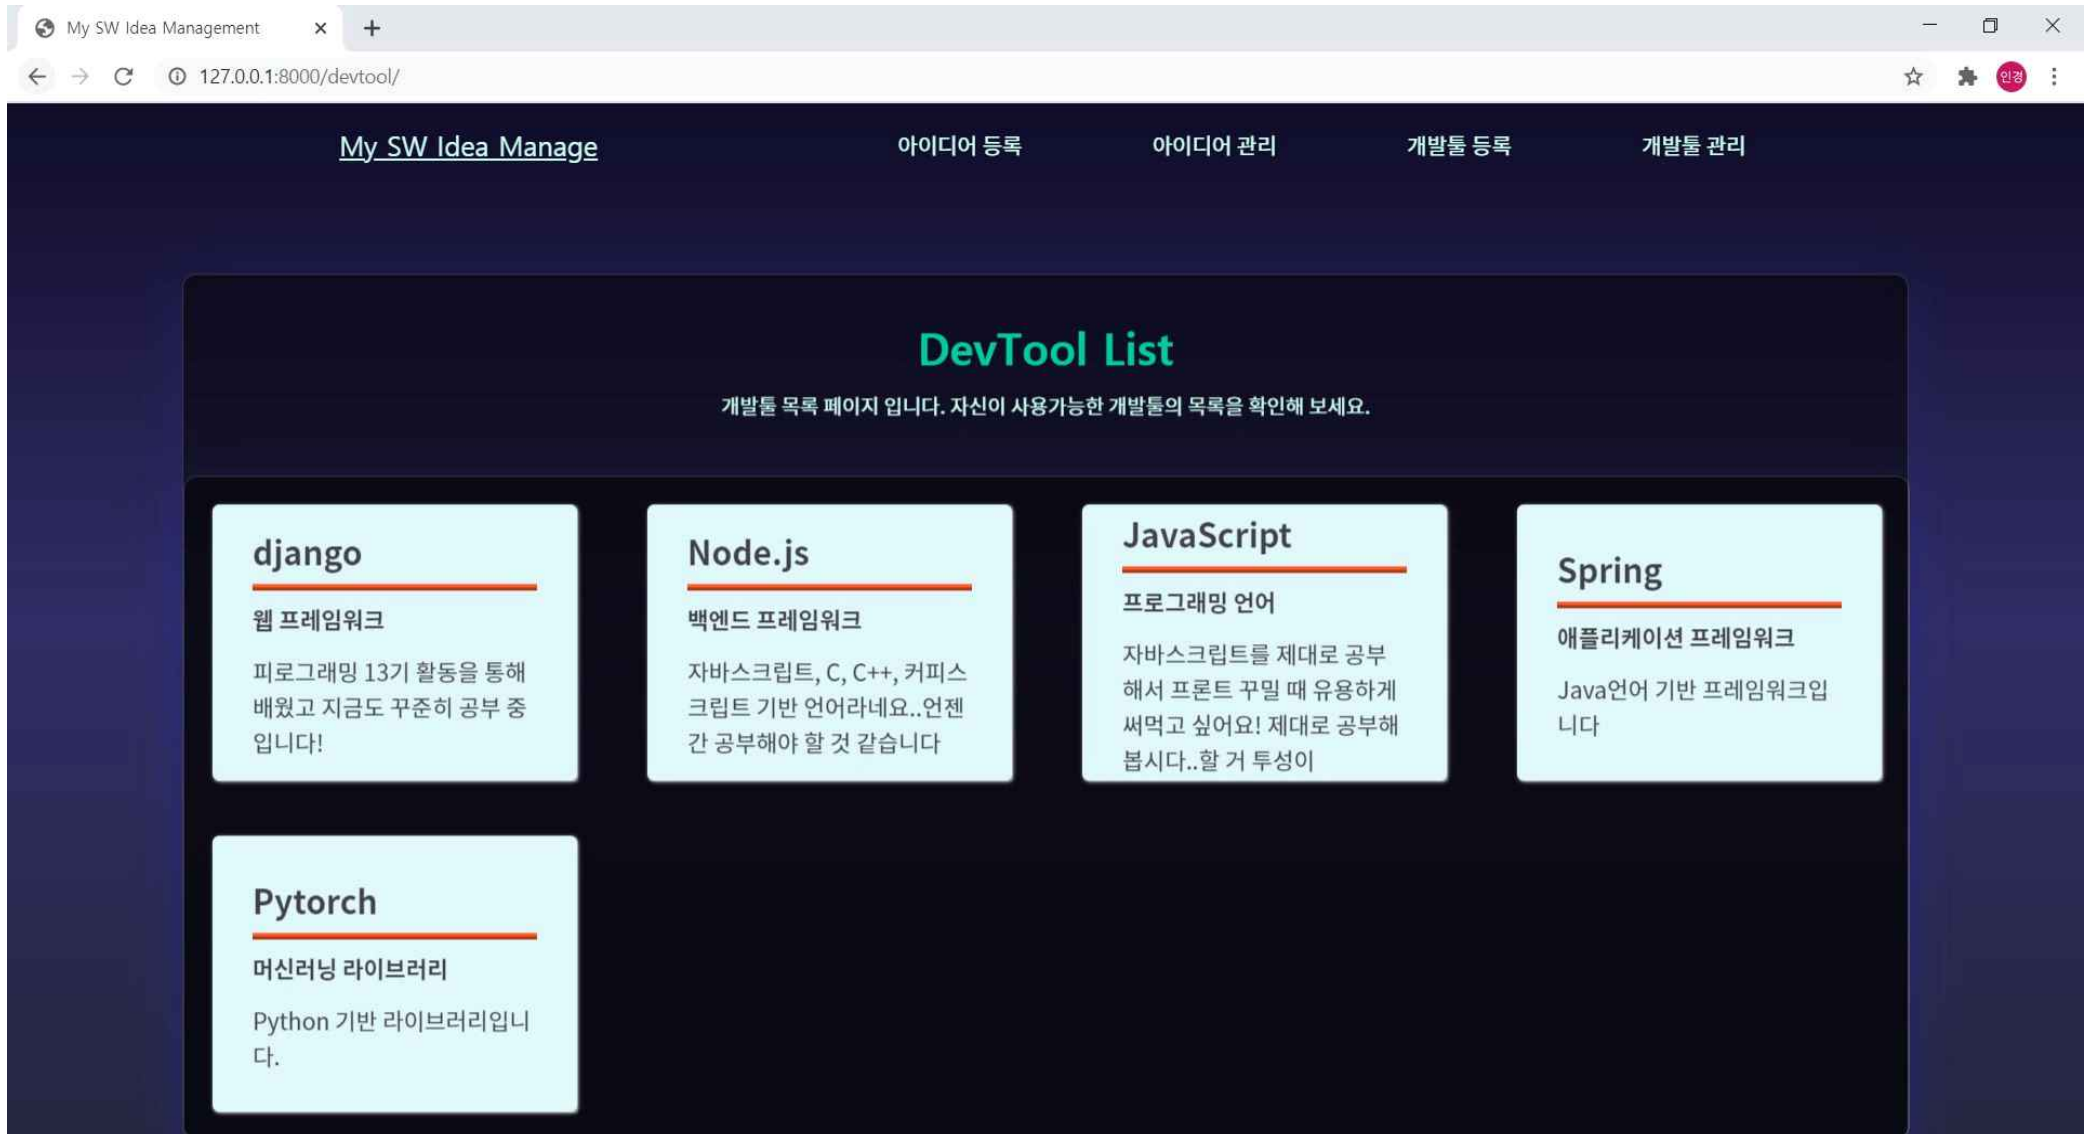 My SW Idea Management
127.0.0.1:8000/devtool/
인경
My SW Idea Manage
아이디어 등록
아이디어 관리
개발툴 등록
개발툴 관리
DevTool List
개발툴 목록 페이지 입니다. 자신이 사용가능한 개발툴의 목록을 확인해 보세요.
django
웹 프레임워크
피로그래밍 13기 활동을 통해
배웠고 지금도 꾸준히 공부 중
입니다!
Node.js
백엔드 프레임워크
자바스크립트, C, C++, 커피스
크립트 기반 언어라네요..언젠
간 공부해야 할 것 같습니다
JavaScript
프로그래밍 언어
자바스크립트를 제대로 공부
해서 프론트 꾸밀 때 유용하게
써먹고 싶어요! 제대로 공부해
봅시다..할 거 투성이
Spring
애플리케이션 프레임워크
Java언어 기반 프레임워크입
니다
Pytorch
머신러닝 라이브러리
Python 기반 라이브러리입니
다.